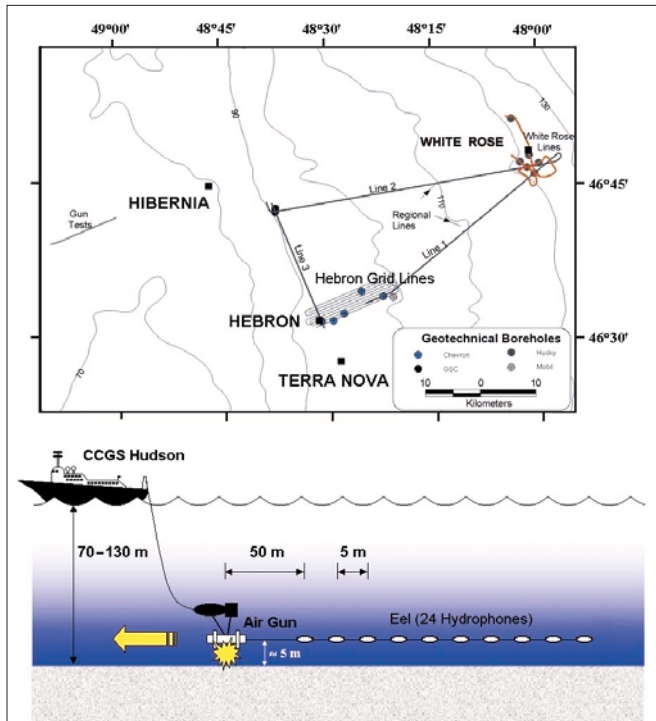 49°00' 48°45' 48°30' 48°15' 48°00'
90
130
WHITE ROSE
White Rose
Lines
46°45'
HIBERNIA
Line 2
110
Gun
Tests
Regional
Lines
Line 3
Line 1
Hebron Grid Lines
HEBRON
46°30'
Geotechnical Boreholes
Chevron Husky
GSC Mobil
70
TERRA NOVA
10 0 10
Kilometers
CCGS Hudson
70–130 m
50 m 5 m
Air Gun
Eel (24 Hydrophones)
≈ 5 m